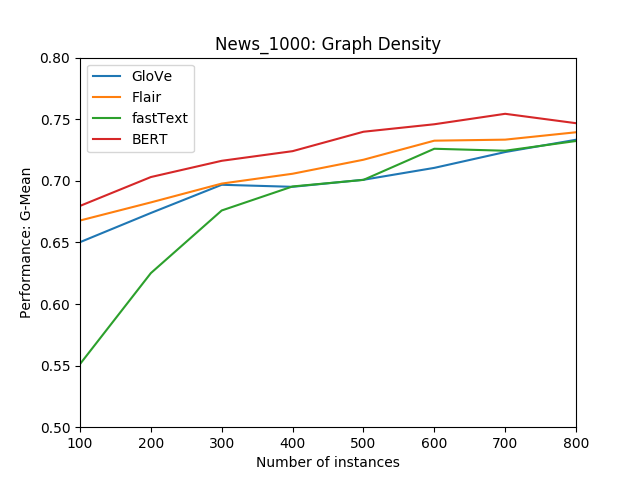 News_1000: Graph Density
GloVe
Flair
fastText
BERT
Performance: G-Mean
0.80
0.75
0.70
0.65
0.60
0.55
0.50
100 200 300 400 500 600 700 800
Number of instances